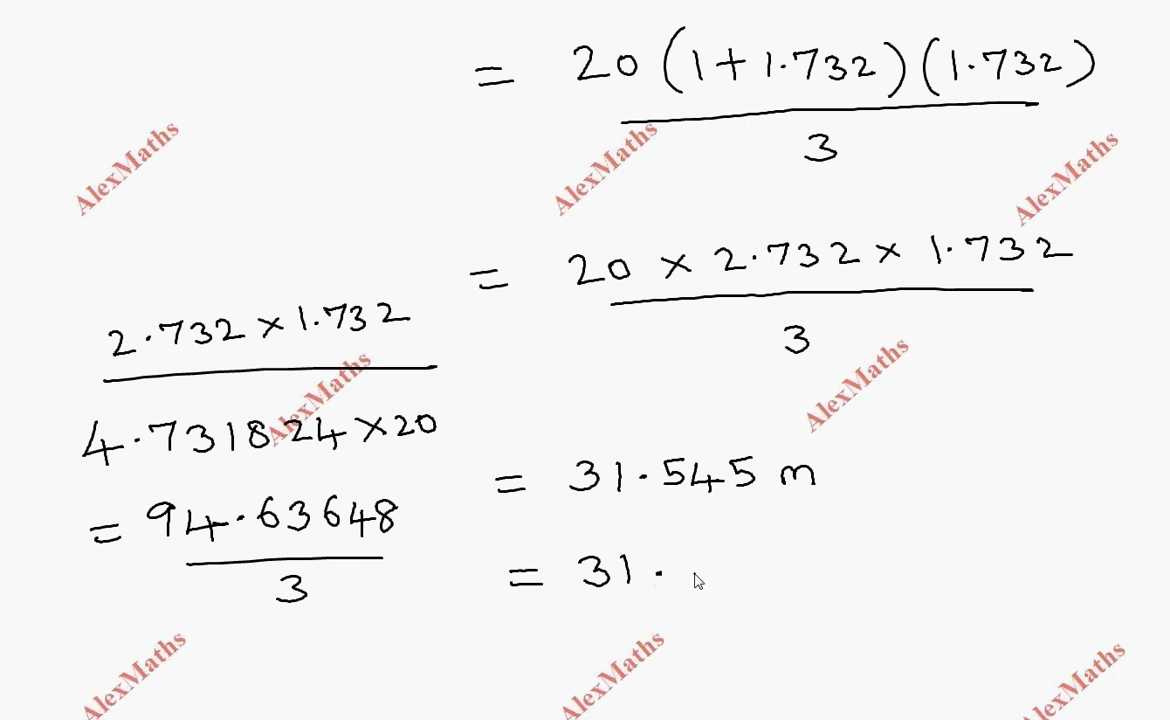 = 20 (1 + 1.732) (1.732)
3
AlexMaths AlexMaths AlexMaths
= 20 × 2.732 × 1.732
3
2.732 × 1.732
AlexMaths AlexMaths
4.731824 × 20
= 31.545 m
= 94.63648
3
= 31.
AlexMaths AlexMaths AlexMaths